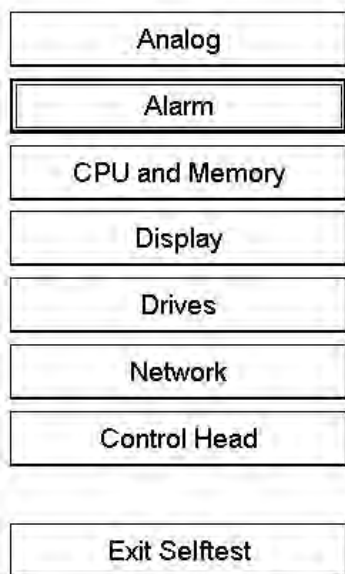 Analog
Alarm
CPU and Memory
Display
Drives
Network
Control Head
Exit Selftest